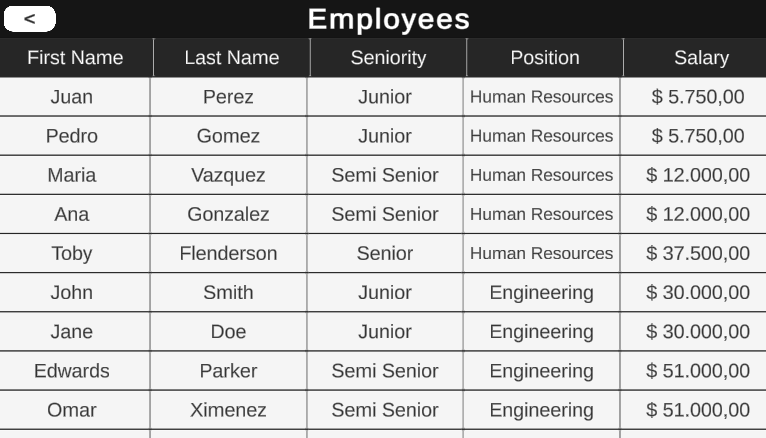 < Employees
First Name Last Name Seniority Position Salary
Juan Perez Junior Human Resources $ 5.750,00
Pedro Gomez Junior Human Resources $ 5.750,00
Maria Vazquez Semi Senior Human Resources $ 12.000,00
Ana Gonzalez Semi Senior Human Resources $ 12.000,00
Toby Flenderson Senior Human Resources $ 37.500,00
John Smith Junior Engineering $ 30.000,00
Jane Doe Junior Engineering $ 30.000,00
Edwards Parker Semi Senior Engineering $ 51.000,00
Omar Ximenez Semi Senior Engineering $ 51.000,00